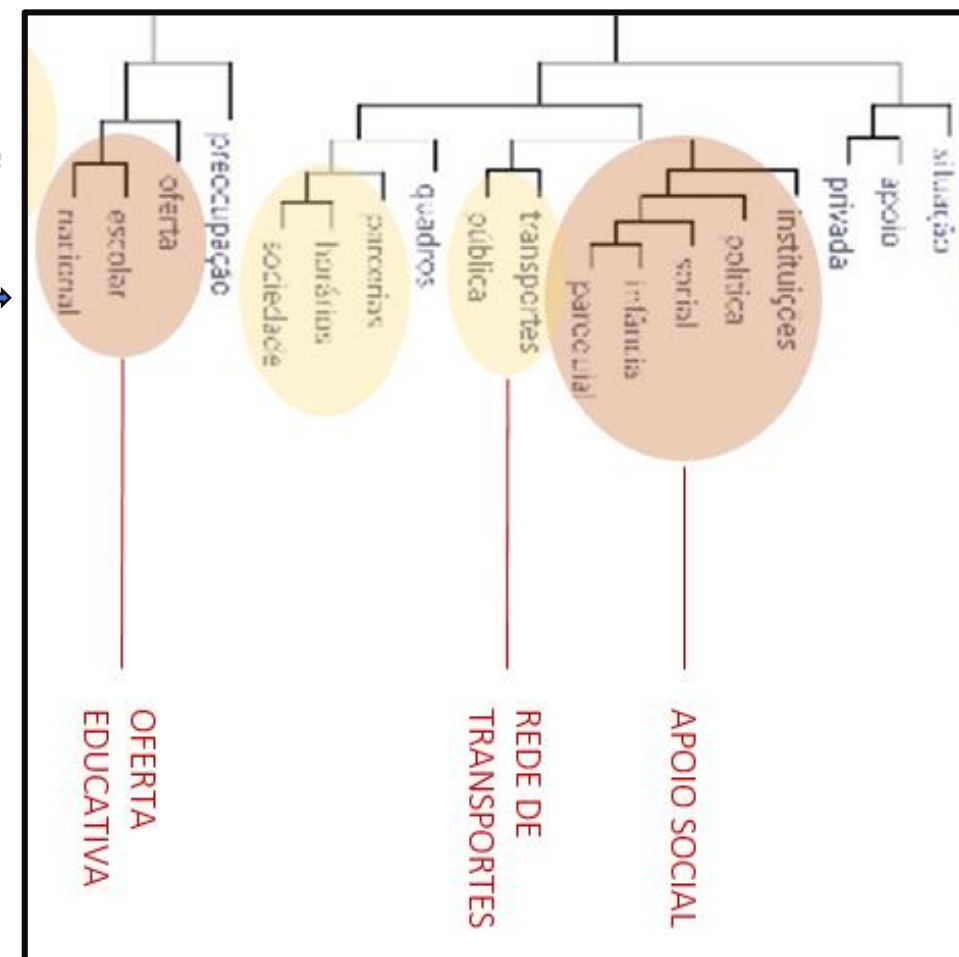 situação
apoio
privada
instituições
política
social
infância
paroquial
APOIO SOCIAL
transportes
pública
REDE DE
TRANSPORTES
quadros
parcerias
horários
sociedade
preocupação
oferta
escolar
nacional
OFERTA
EDUCATIVA